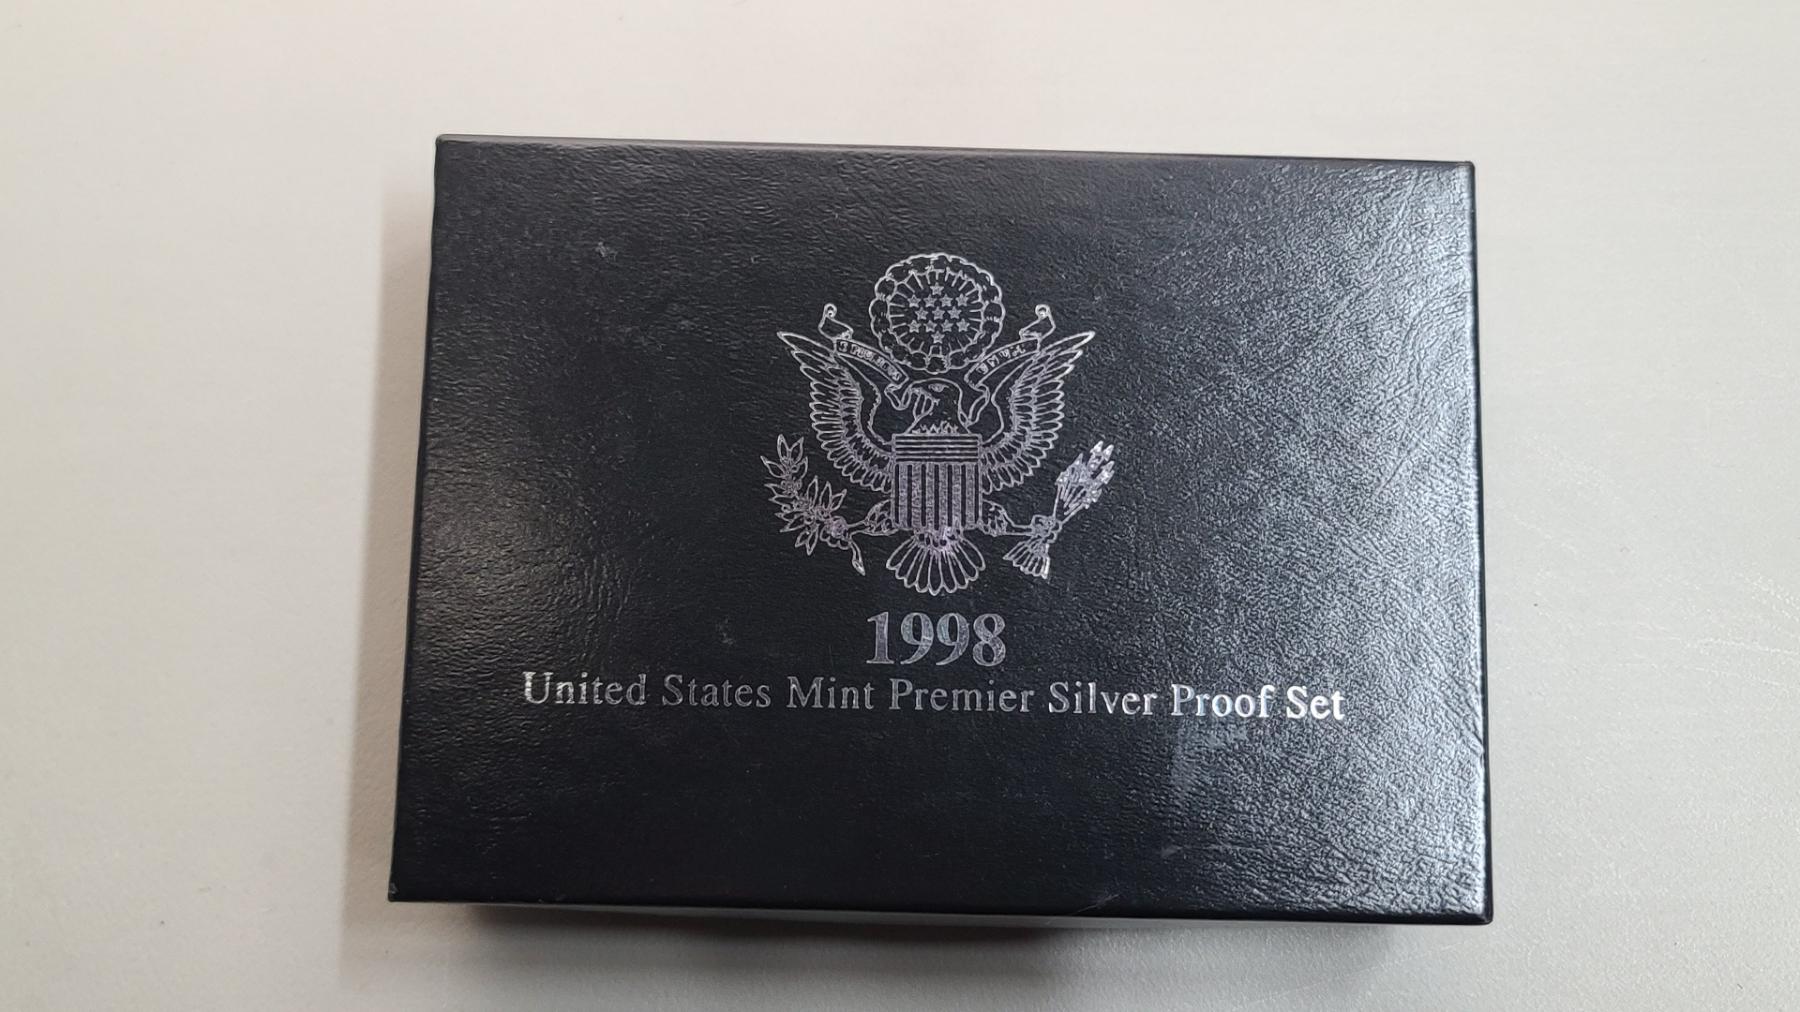 1998
United States Mint Premier Silver Proof Set